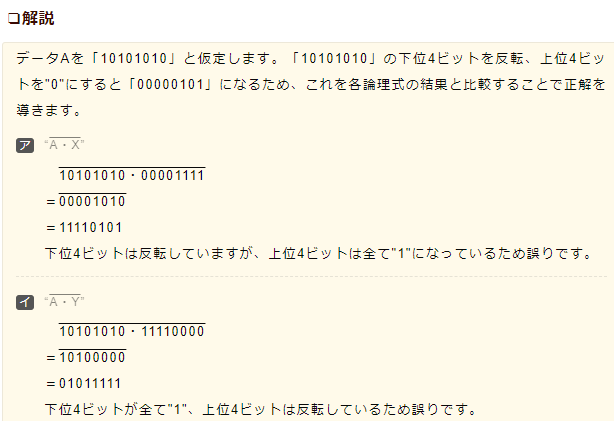 ❏解説
データAを「10101010」と仮定します。「10101010」の下位4ビットを反転、上位4ビッ
トを"0"にすると「00000101」になるため、これを各論理式の結果と比較することで正解を
導きます。
ア “A・X”
10101010・00001111
＝00001010
＝11110101
下位4ビットは反転していますが、上位4ビットは全て"1"になっているため誤りです。
イ “A・Y”
10101010・11110000
＝10100000
＝01011111
下位4ビットが全て"1"、上位4ビットは反転しているため誤りです。